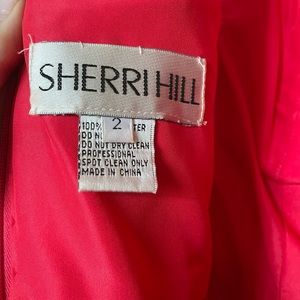 SHERRI HILL
2
100%
DO
DO NOT DRY CLEAN
PROFESSIONAL
SPOT CLEAN ONLY
MADE IN CHINA